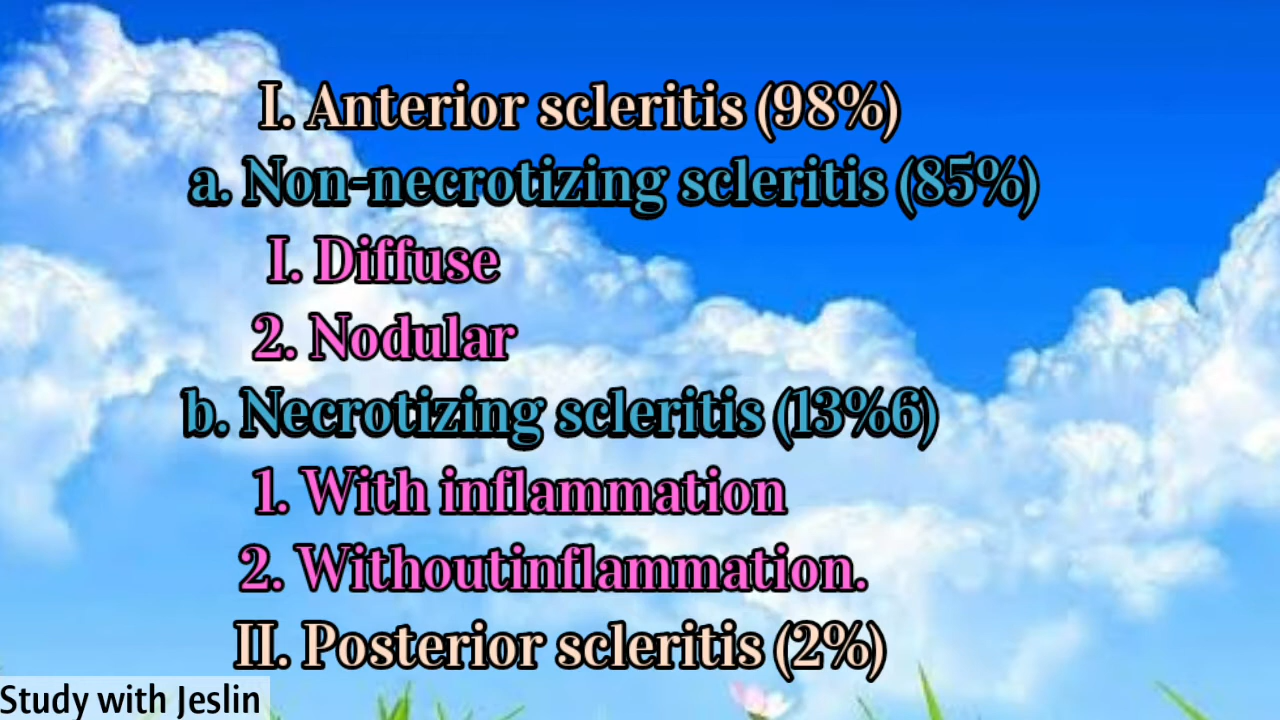 I. Anterior scleritis (98%)
a. Non-necrotizing scleritis (85%)
I. Diffuse
2. Nodular
b. Necrotizing scleritis (13%6)
1. With inflammation
2. Withoutinflammation.
II. Posterior scleritis (2%)
Study with Jeslin